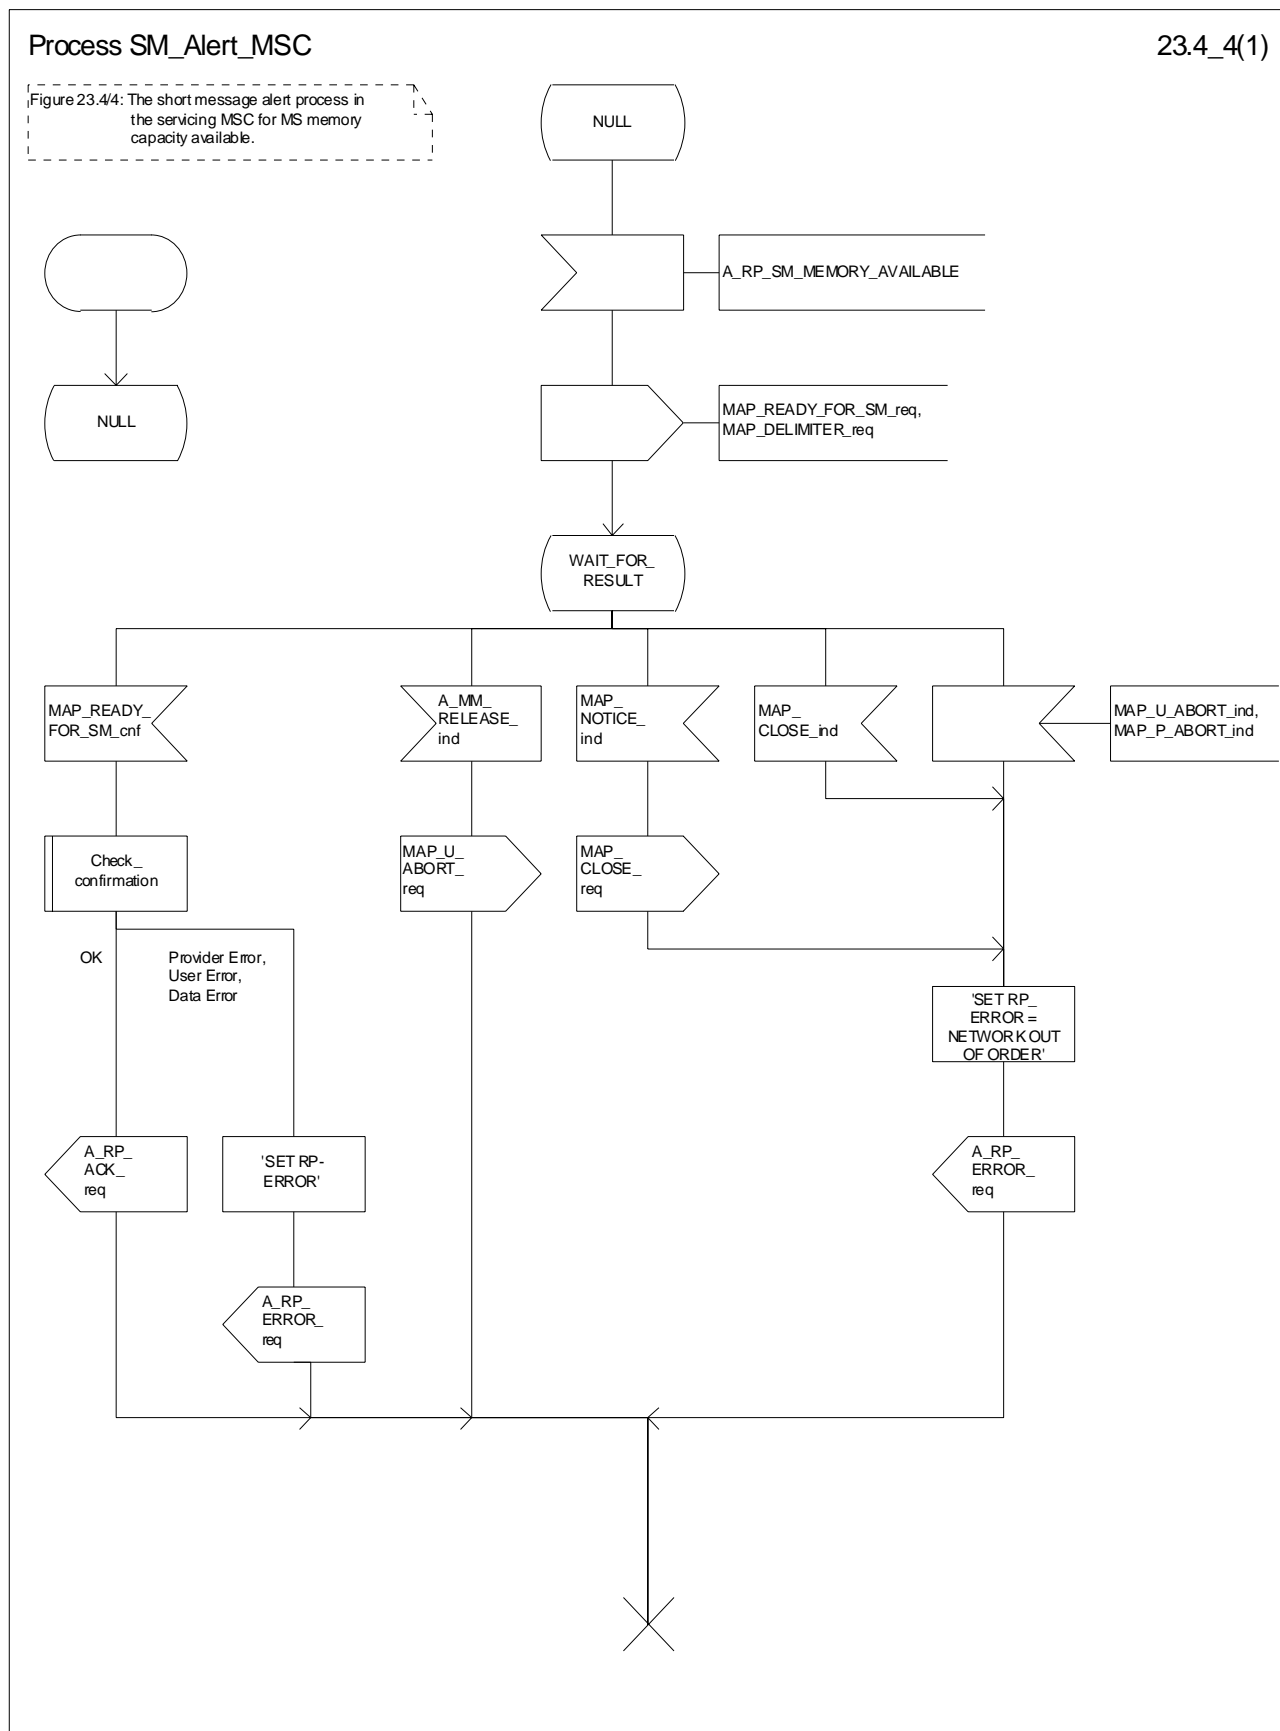 Process SM_Alert_MSC
23.4_4(1)
Figure 23.4/4: The short message alert process in
the servicing MSC for MS memory
capacity available.
NULL
A_RP_SM_MEMORY_AVAILABLE
NULL
MAP_READY_FOR_SM_req,
MAP_DELIMITER_req
WAIT_FOR_
RESULT
MAP_READY_
FOR_SM_cnf
A_MM_
RELEASE_
ind
MAP_
NOTICE_
ind
MAP_
CLOSE_ind
MAP_U_ABORT_ind,
MAP_P_ABORT_ind
Check_
confirmation
MAP_U_
ABORT_
req
MAP_
CLOSE_
req
OK
Provider Error,
User Error,
Data Error
'SET RP_
ERROR =
NETWORK OUT
OF ORDER'
A_RP_
ACK_
req
'SET RP-
ERROR'
A_RP_
ERROR_
req
A_RP_
ERROR_
req